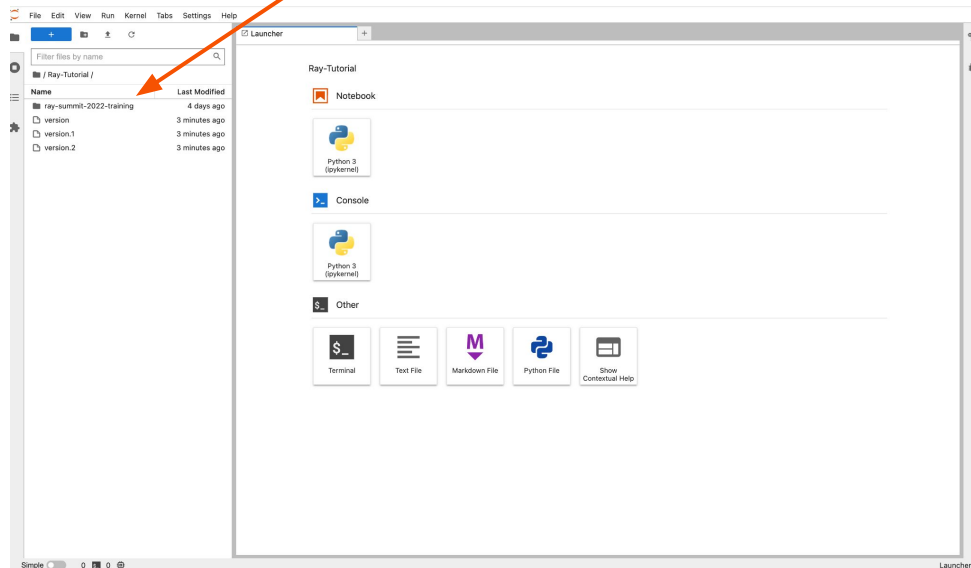 File Edit View Run Kernel Tabs Settings Help
+
Launcher
+
Filter files by name
/ Ray-Tutorial /
Name Last Modified
ray-summit-2022-training 4 days ago
version 3 minutes ago
version.1 3 minutes ago
version.2 3 minutes ago
Ray-Tutorial
Notebook
Python 3
(ipykernel)
>_ Console
Python 3
(ipykernel)
$_ Other
$_
M
Terminal Text File Markdown File Python File Show
Contextual Help
Simple 0 $_ 0
Launcher